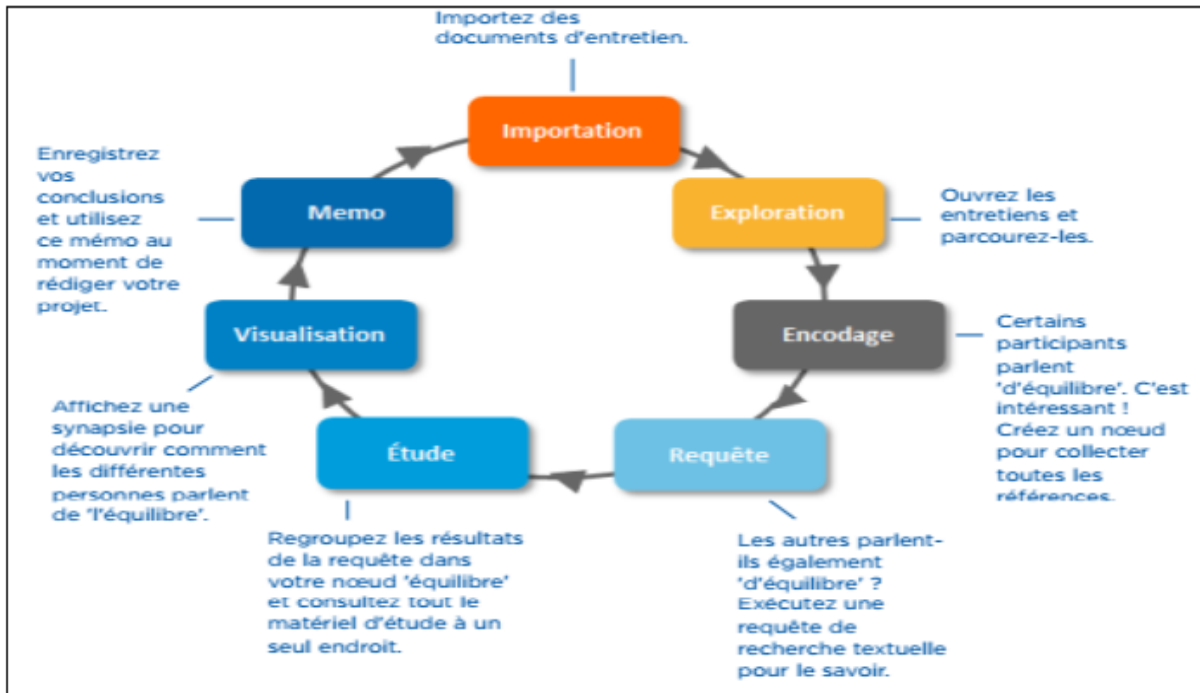 Importez des
documents d'entretien.
Importation
Exploration
Ouvrez les
entretiens et
parcourez-les.
Encodage
Certains
participants
parlent
'd'équilibre'. C'est
intéressant !
Créez un nœud
pour collecter
toutes les
références.
Requête
Les autres parlent-
ils également
'd'équilibre' ?
Exécutez une
requête de
recherche textuelle
pour le savoir.
Étude
Regroupez les résultats
de la requête dans
votre nœud 'équilibre'
et consultez tout le
matériel d'étude à un
seul endroit.
Visualisation
Affichez une
synapsie pour
découvrir comment
les différentes
personnes parlent
de 'l'équilibre'.
Memo
Enregistrez
vos
conclusions
et utilisez
ce mémo au
moment de
rédiger votre
projet.